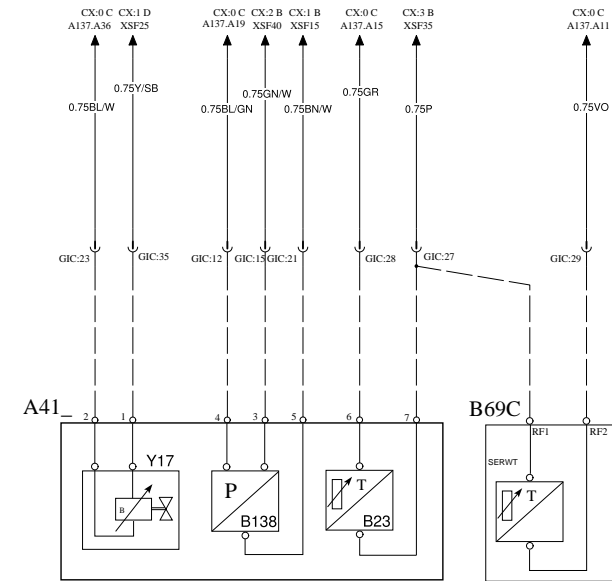 CX:0 C CX:1 D CX:0 C CX:2 B CX:1 B CX:0 C CX:3 B CX:0 C
A137.A36 XSF25 A137.A19 XSF40 XSF15 A137.A15 XSF35 A137.A11
0.75Y/SB
0.75GN/W 0.75GR
0.75BL/W 0.75BL/GN 0.75BN/W 0.75P 0.75VO
GIC:23 GIC:35 GIC:12 GIC:15 GIC:21 GIC:28 GIC:27 GIC:29
A41_ 2 1 4 3 5 6 7 B69C
RF1 RF2
Y17 SERWT
P T T
B
B138 B23